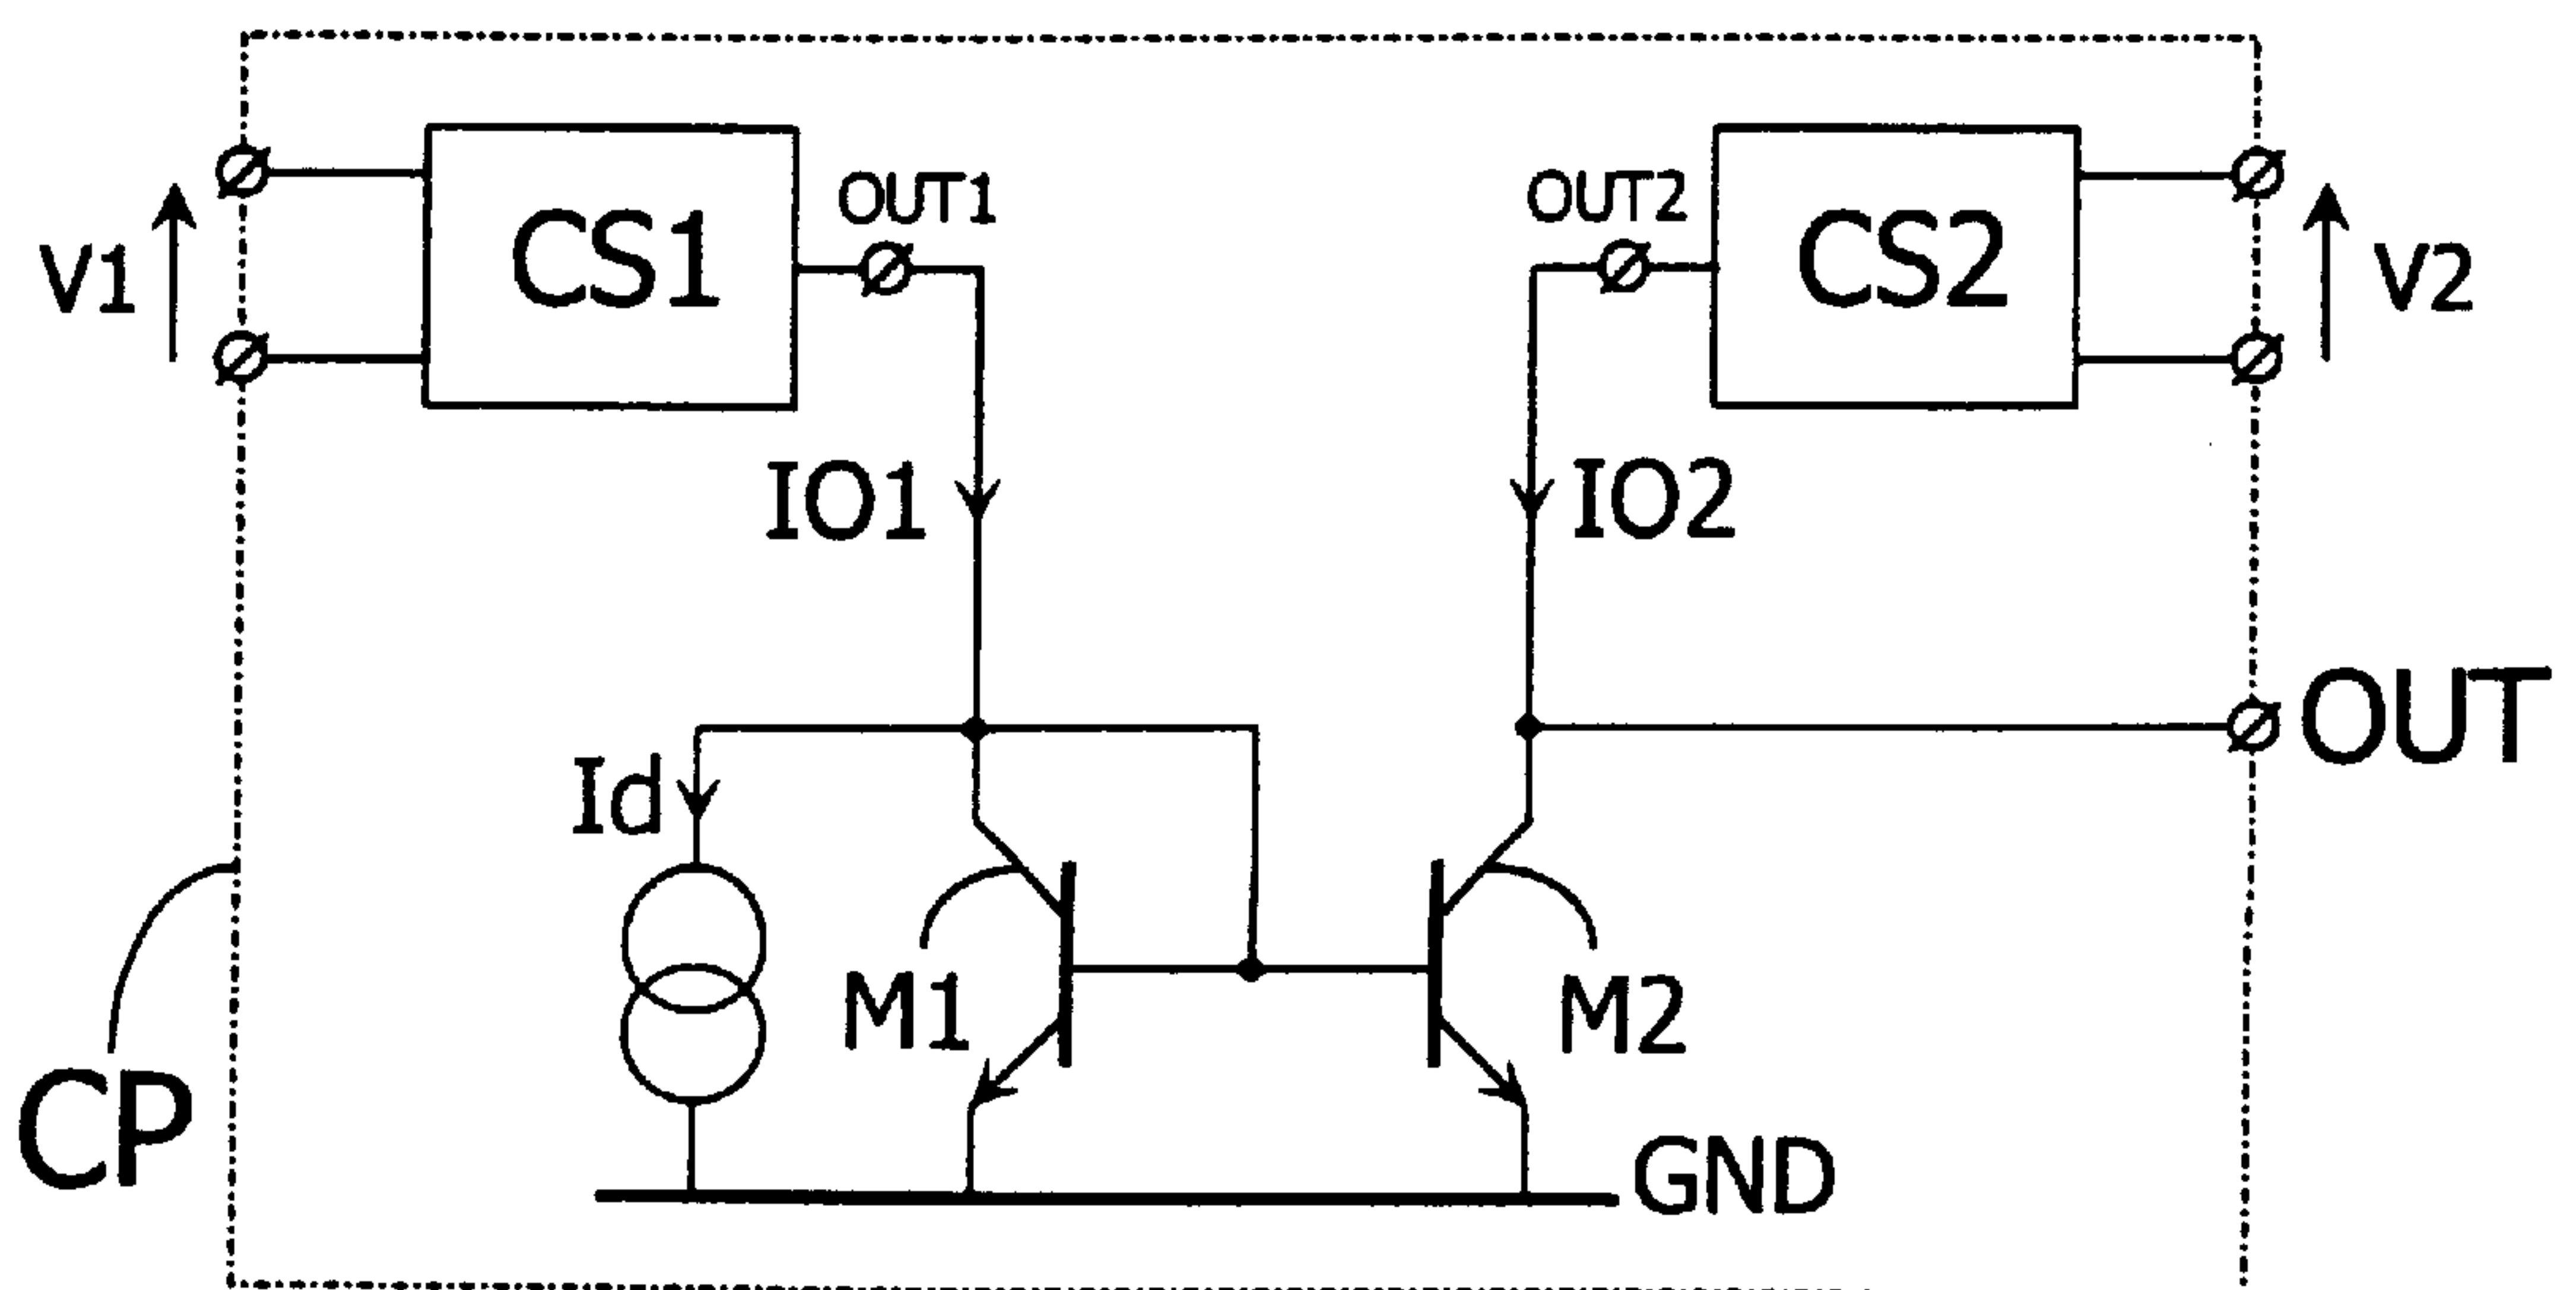 OUT1
OUT2
CS1
CS2
V1
V2
IO1
IO2
OUT
Id
M1
M2
CP
GND